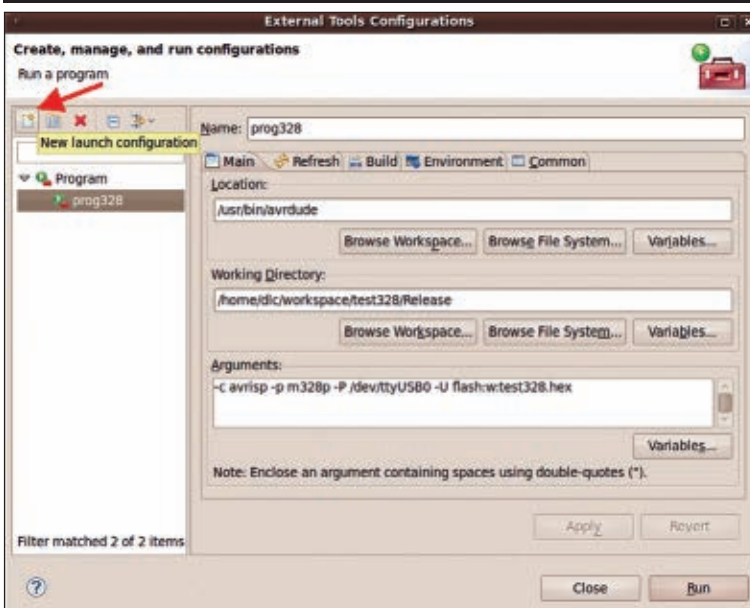 External Tools Configurations
Create, manage, and run configurations
Run a program
New launch configuration
Program
prog328
Filter matched 2 of 2 items
Name: prog328
Main Refresh Build Environment Common
Location:
/usr/bin/avrdude
Browse Workspace... Browse File System... Variables...
Working Directory:
/home/dlc/workspace/test328/Release
Browse Workspace... Browse File System... Variables...
Arguments:
-c avrisp -p m328p -P /dev/ttyUSB0 -U flash:w:test328.hex
Variables...
Note: Enclose an argument containing spaces using double-quotes (").
Apply Revert
? Close Run